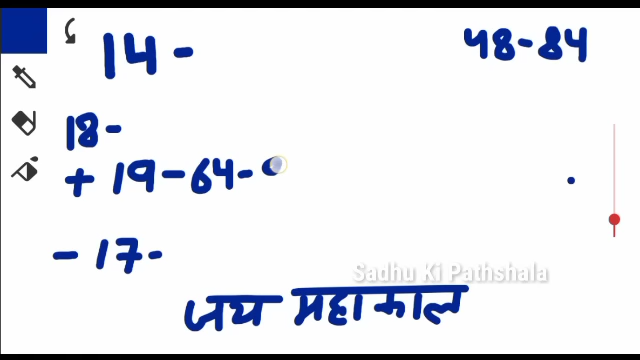 14- 48-84
18-
+ 19-64-
- 17-
Sadhu Ki Pathshala
जय महाकाल